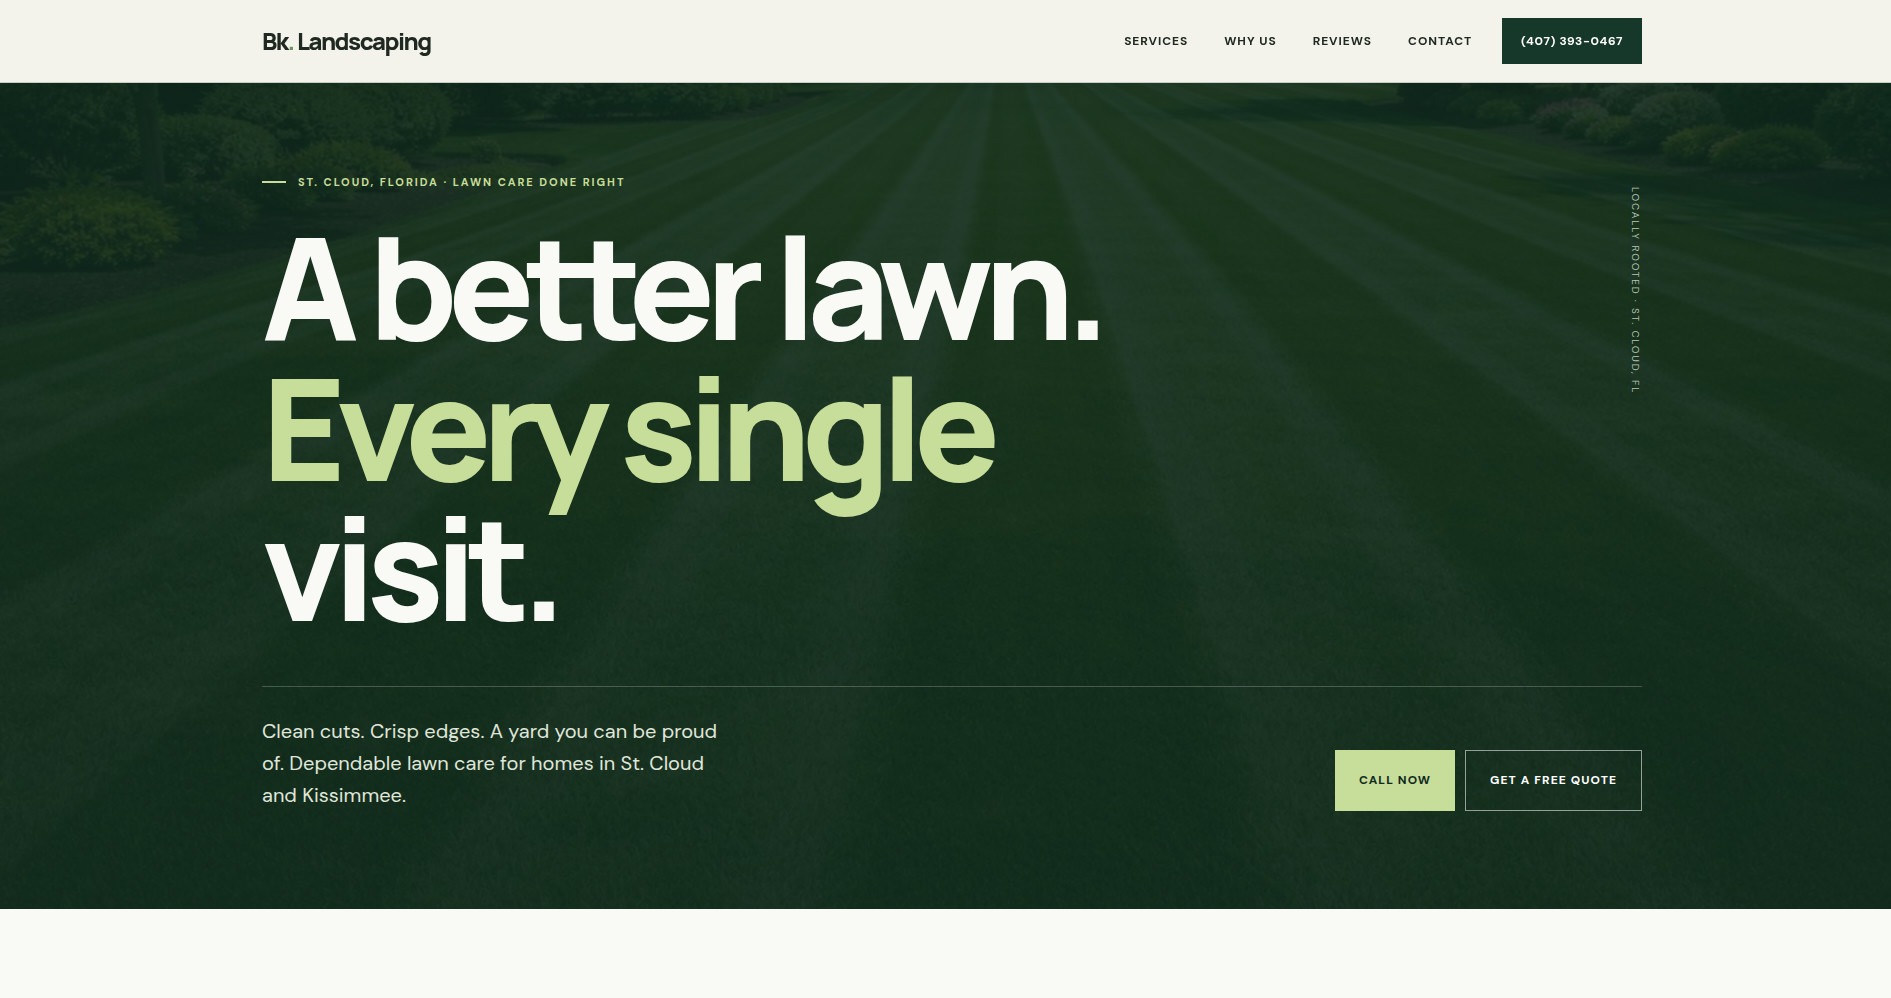 Bk. Landscaping
SERVICES
WHY US
REVIEWS
CONTACT
(407) 393-0467
ST. CLOUD, FLORIDA · LAWN CARE DONE RIGHT
A better lawn.
Every single
visit.
LOCALLY ROOTED · ST. CLOUD, FL
Clean cuts. Crisp edges. A yard you can be proud
of. Dependable lawn care for homes in St. Cloud
and Kissimmee.
CALL NOW
GET A FREE QUOTE